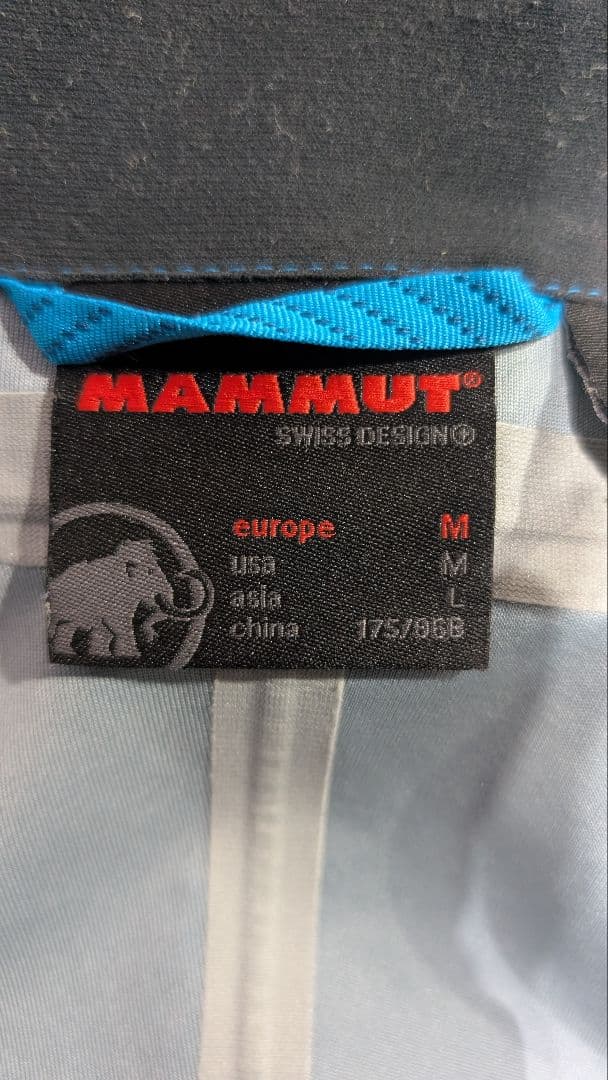 MAMMUT®
SWISS DESIGN
europe M
usa M
asia L
china 175/96B